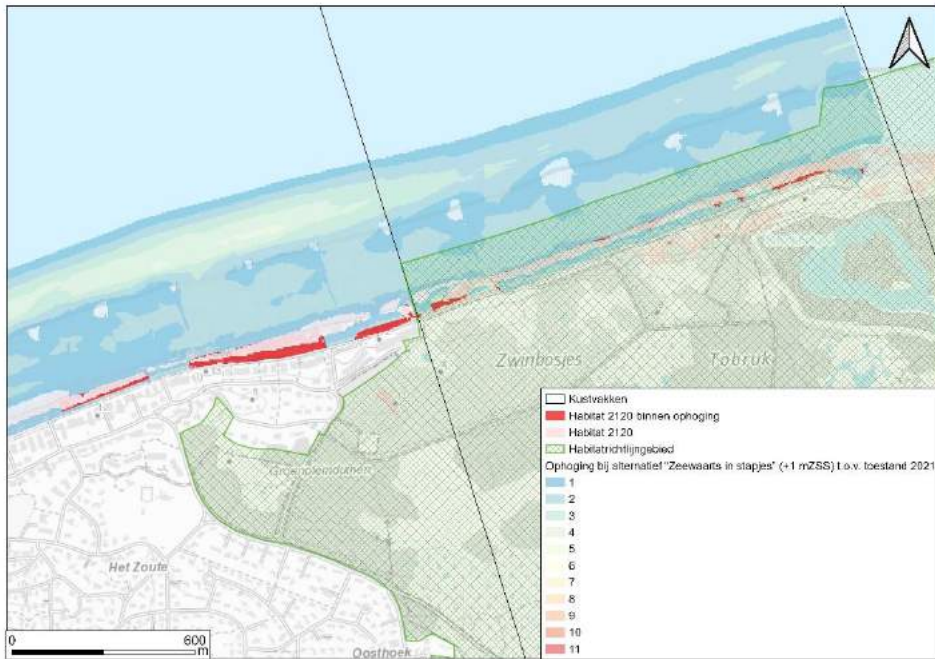 Zwinbosjes
Tobruk
Groenpleinduinen
Het Zoute
Oosthoek
Kustvakken
Habitat 2120 binnen ophoging
Habitat 2120
Habitatrichtlijngebied
Ophoging bij alternatief "Zeewaarts in stapjes" (+1 mZSS) t.o.v. toestand 2021
1
2
3
4
5
6
7
8
9
10
11
0 600
m